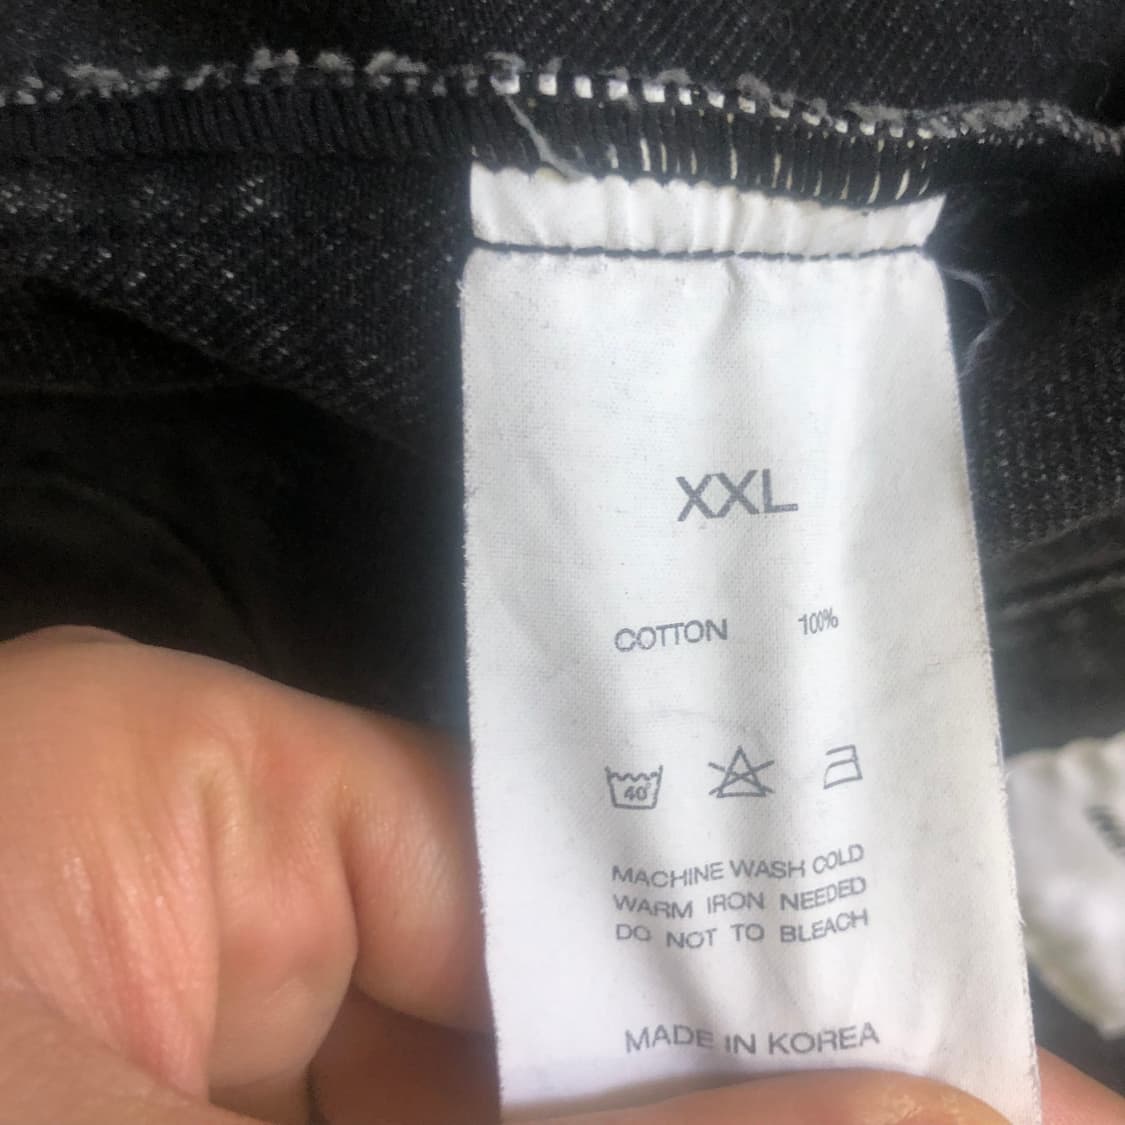 XXL
COTTON 100%
40°
MACHINE WASH COLD
WARM IRON NEEDED
DO NOT TO BLEACH
MADE IN KOREA